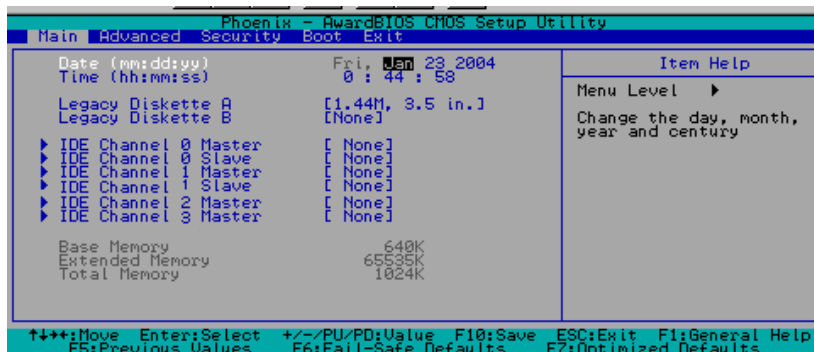 Phoenix - AwardBIOS CMOS Setup Utility
Main Advanced Security Boot Exit
Date (mm:dd:yy) Fri, Jan 23 2004
Time (hh:mm:ss) 0 : 44 : 58
Legacy Diskette A [1.44M, 3.5 in.]
Legacy Diskette B [None]
IDE Channel 0 Master [ None]
IDE Channel 0 Slave [ None]
IDE Channel 1 Master [ None]
IDE Channel 1 Slave [ None]
IDE Channel 2 Master [ None]
IDE Channel 3 Master [ None]
Base Memory 640K
Extended Memory 65535K
Total Memory 1024K
Item Help
Menu Level
Change the day, month,
year and century
↑↓→←:Move Enter:Select +/-/PU/PD:Value F10:Save ESC:Exit F1:General Help
F5:Previous Values F6:Fail-Safe Defaults F7:Optimized Defaults